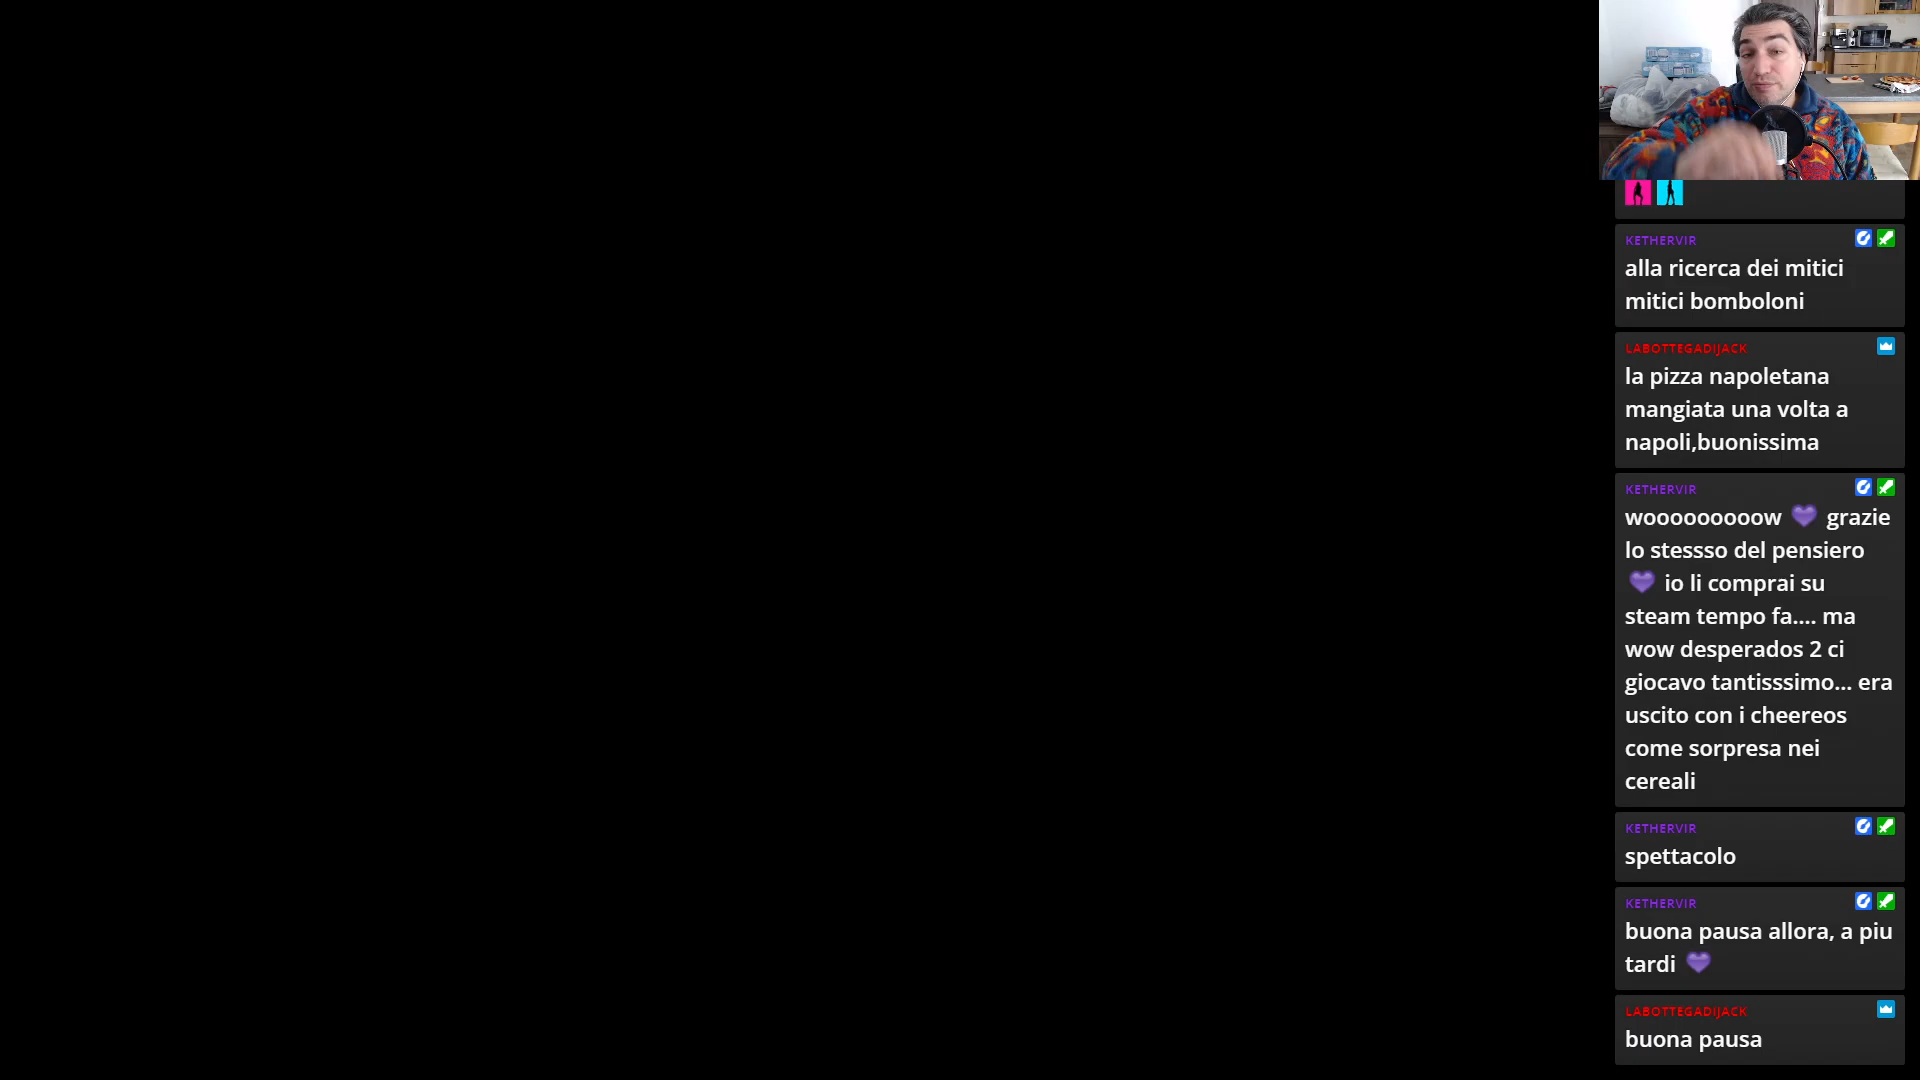 KETHERVIR
alla ricerca dei mitici
mitici bomboloni
LABOTTEGADIJACK
la pizza napoletana
mangiata una volta a
napoli,buonissima
KETHERVIR
wooooooooow 💜 grazie
lo stessso del pensiero
💜 io li comprai su
steam tempo fa.... ma
wow desperados 2 ci
giocavo tantisssimo... era
uscito con i cheereos
come sorpresa nei
cereali
KETHERVIR
spettacolo
KETHERVIR
buona pausa allora, a piu
tardi 💜
LABOTTEGADIJACK
buona pausa